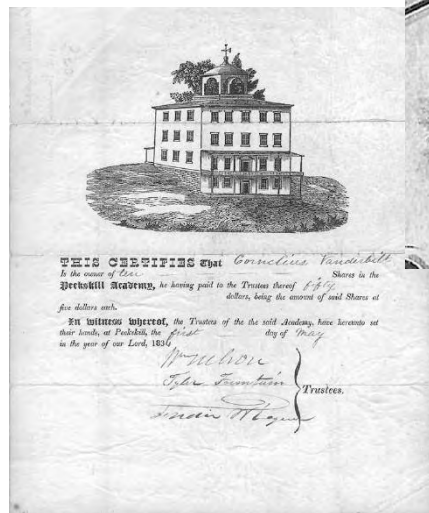 THIS CERTIFIES That Cornelius Vanderbilt
Is the owner of ten Shares in the
Peekskill Academy, he having paid to the Trustees thereof fifty
dollars, being the amount of said Shares at
five dollars each.
In witness whereof, the Trustees of the the said Academy, have hereunto set
their hands, at Peekskill, the first day of May
in the year of our Lord, 1836
Wm Nelson
Tyler Fountain
Trustees.